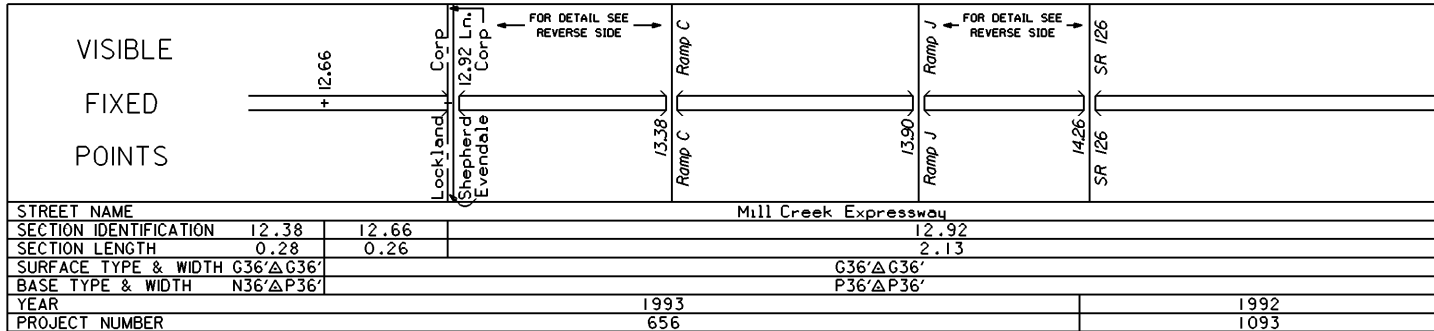 VISIBLE
FIXED
POINTS
12.66
+
Lockland Corp
Shepherd 12.92 Ln.
Evendale Corp
FOR DETAIL SEE
REVERSE SIDE
13.38
Ramp C
Ramp C
13.90
Ramp J
Ramp J
FOR DETAIL SEE
REVERSE SIDE
14.26
SR 126
SR 126
STREET NAME Mill Creek Expressway
SECTION IDENTIFICATION 12.38 12.66 12.92
SECTION LENGTH 0.28 0.26 2.13
SURFACE TYPE & WIDTH G36'△G36' G36'△G36'
BASE TYPE & WIDTH N36'△P36' P36'△P36'
YEAR 1993 1992
PROJECT NUMBER 656 1093